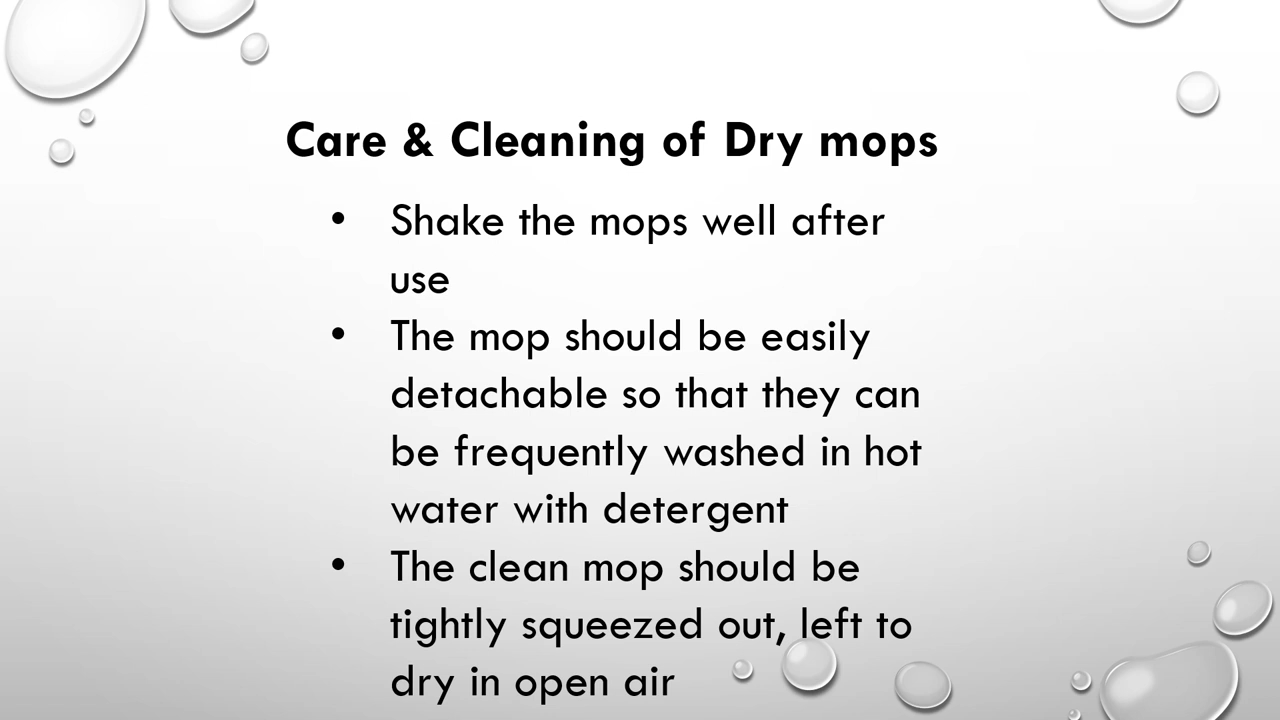 Care & Cleaning of Dry mops
• Shake the mops well after
use
• The mop should be easily
detachable so that they can
be frequently washed in hot
water with detergent
• The clean mop should be
tightly squeezed out, left to
dry in open air